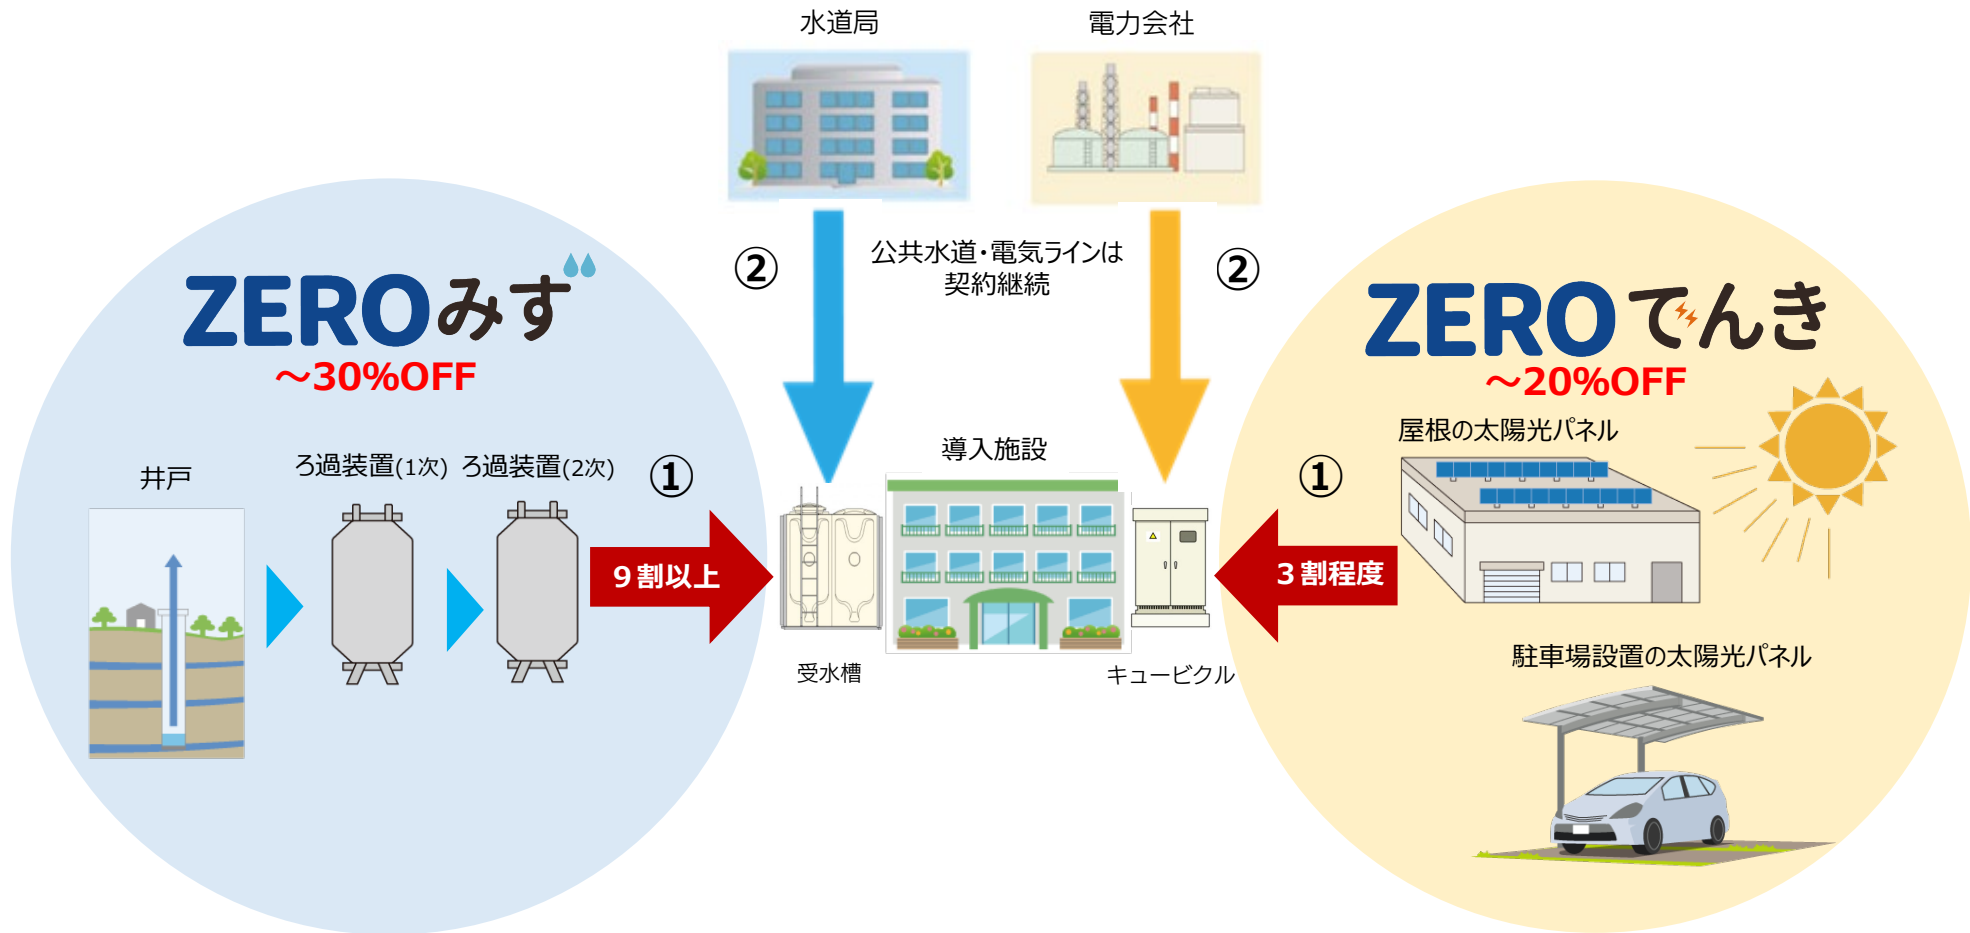 水道局
電力会社
②
公共水道・電気ラインは
契約継続
②
ZEROみず
～30%OFF
ZEROでんき
～20%OFF
井戸
ろ過装置(1次)
ろ過装置(2次)
①
９割以上
導入施設
受水槽
キュービクル
①
３割程度
屋根の太陽光パネル
駐車場設置の太陽光パネル